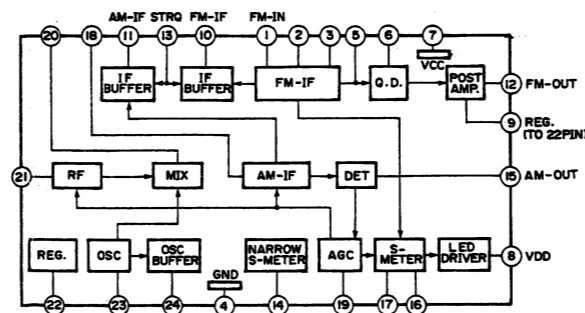 AM-IF STRQ FM-IF FM-IN
20 18 11 13 10 1 2 3 5 6 7
VCC
IF BUFFER
IF BUFFER
FM-IF
Q.D.
POST AMP.
12 FM-OUT
9 REG. (TO 22PIN)
21
RF
MIX
AM-IF
DET
15 AM-OUT
REG.
OSC
OSC BUFFER
GND
NARROW S-METER
AGC
S-METER
LED DRIVER
8 VDD
22 23 24 4 14 19 17 16